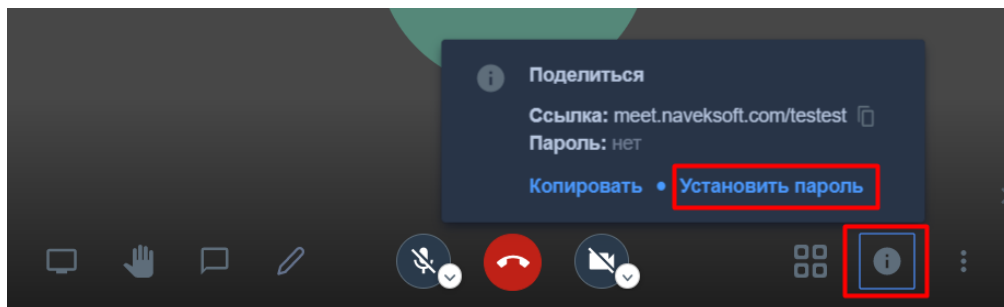 Поделиться
Ссылка: meet.naveksoft.com/testest
Пароль: нет
Копировать • Установить пароль